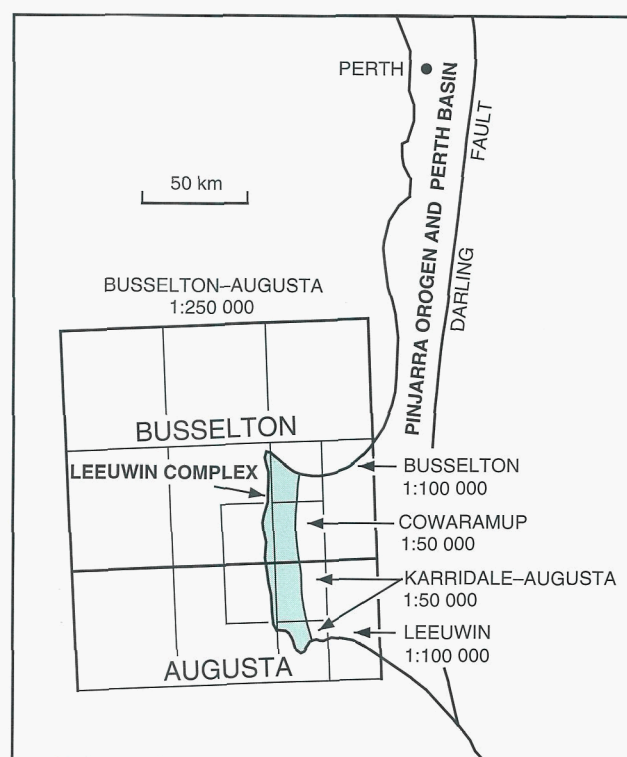 PERTH
PINJARRA OROGEN AND PERTH BASIN
DARLING FAULT
50 km
BUSSELTON–AUGUSTA
1:250 000
BUSSELTON
LEEUWIN COMPLEX
BUSSELTON
1:100 000
COWARAMUP
1:50 000
KARRIDALE–AUGUSTA
1:50 000
LEEUWIN
1:100 000
AUGUSTA